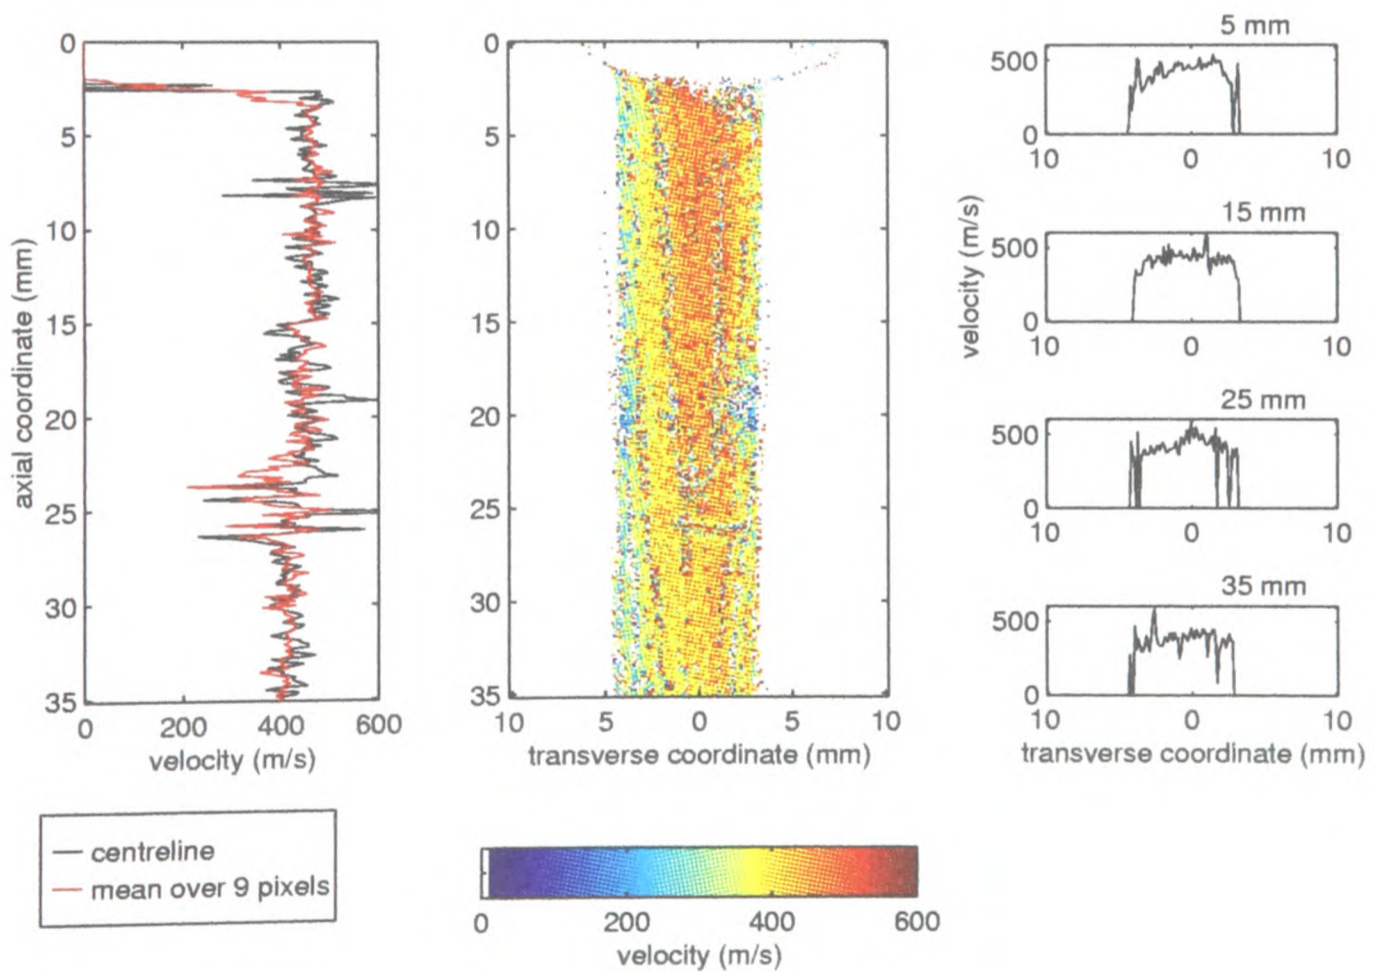 0
5
10
15
20
25
30
35
axial coordinate (mm)
0 200 400 600
velocity (m/s)
centreline
mean over 9 pixels
0
5
10
15
20
25
30
35
10 5 0 5 10
transverse coordinate (mm)
0 200 400 600
velocity (m/s)
velocity (m/s)
5 mm
500
0
10 0 10
15 mm
500
0
10 0 10
25 mm
500
0
10 0 10
35 mm
500
0
10 0 10
transverse coordinate (mm)